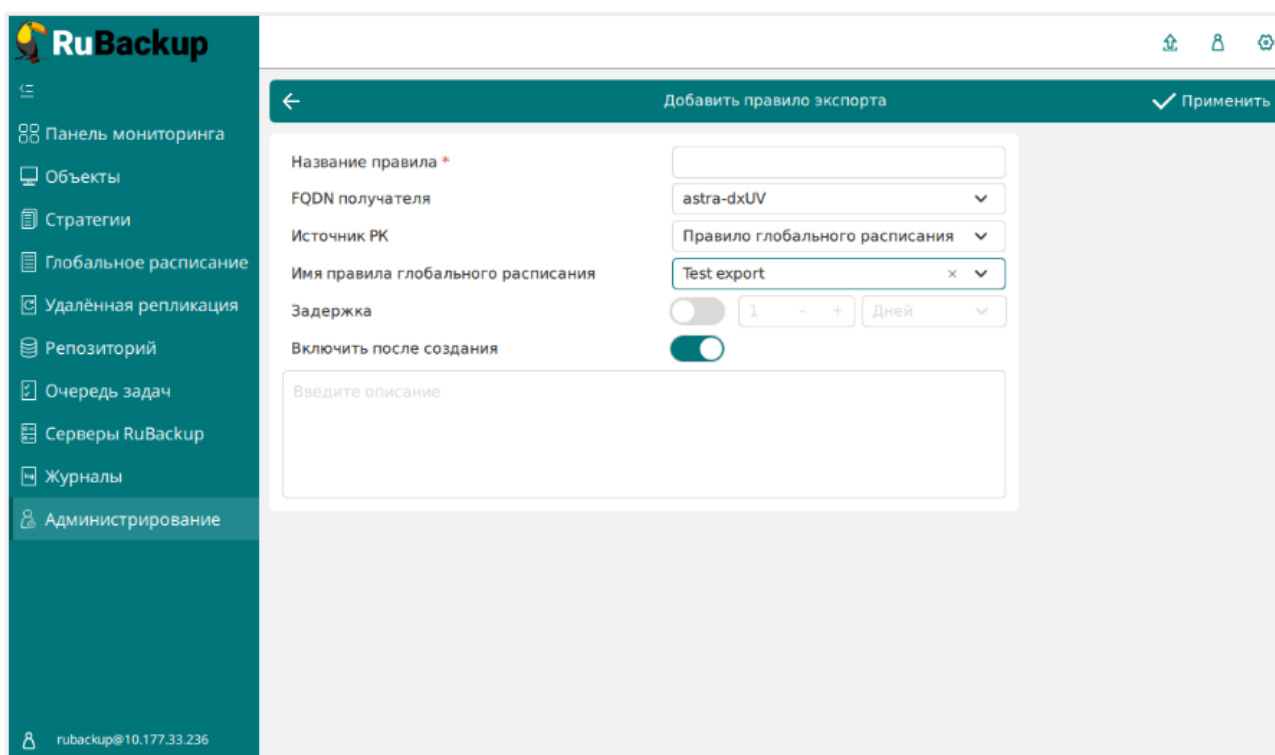 RuBackup
Добавить правило экспорта
Применить
Панель мониторинга
Объекты
Стратегии
Глобальное расписание
Удалённая репликация
Репозиторий
Очередь задач
Серверы RuBackup
Журналы
Администрирование
rubackup@10.177.33.236
Название правила *
FQDN получателя astra-dxUV
Источник РК Правило глобального расписания
Имя правила глобального расписания Test export ×
Задержка 1 - + Дней
Включить после создания
Введите описание